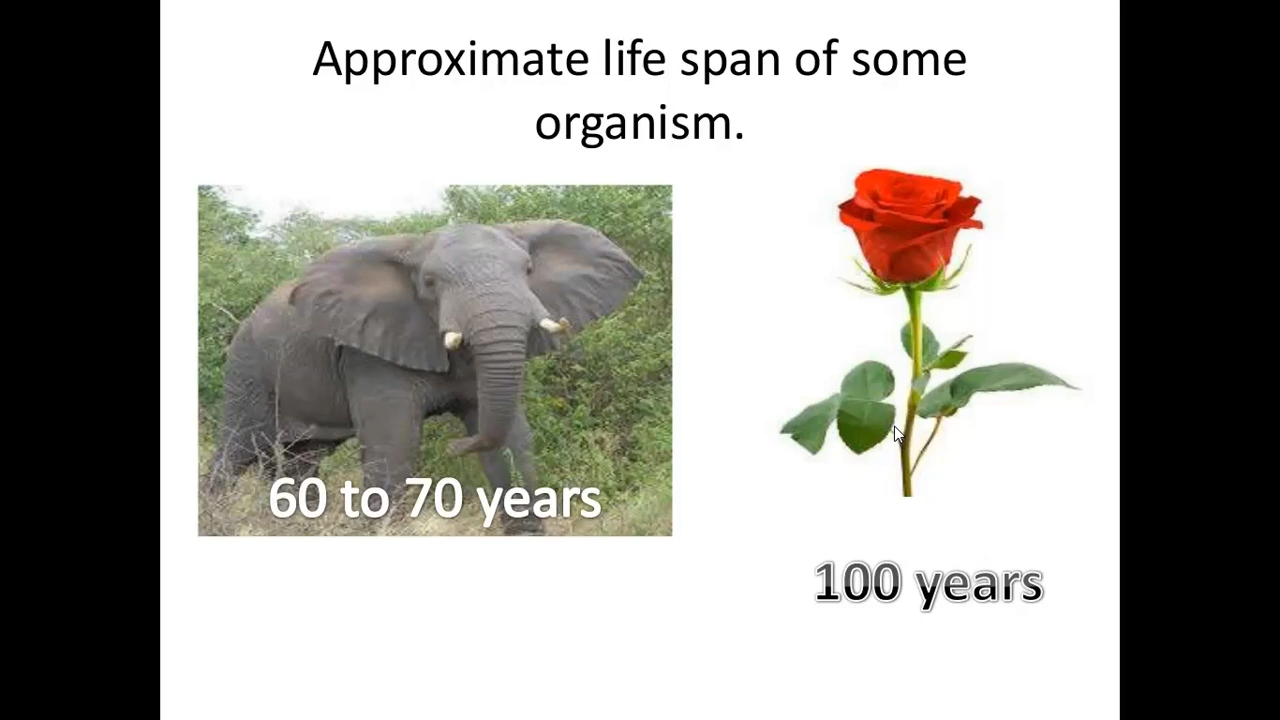 Approximate life span of some
organism.
60 to 70 years
100 years